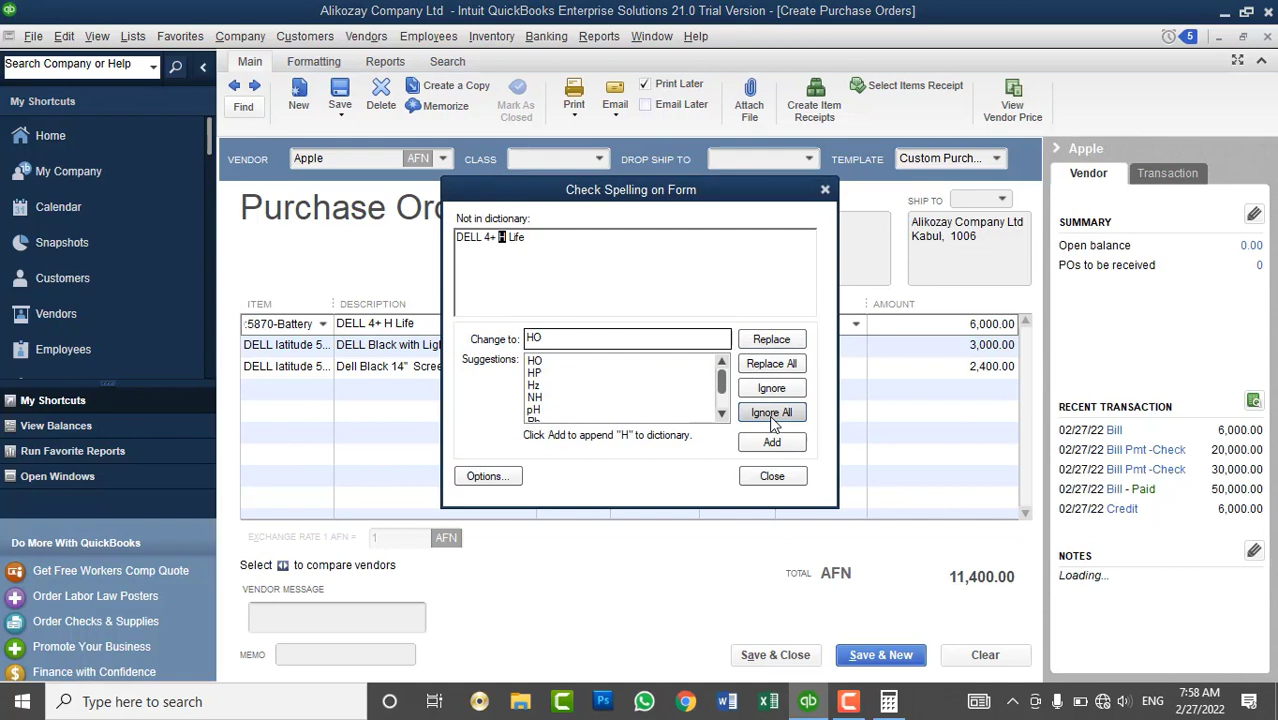 Alikozay Company Ltd - Intuit QuickBooks Enterprise Solutions 21.0 Trial Version - [Create Purchase Orders]
File Edit View Lists Favorites Company Customers Vendors Employees Inventory Banking Reports Window Help 5
Search Company or Help
Main Formatting Reports Search
My Shortcuts
Home
My Company
Calendar
Snapshots
Customers
Vendors
Employees
My Shortcuts
View Balances
Run Favorite Reports
Open Windows
Do More With QuickBooks
Get Free Workers Comp Quote
Order Labor Law Posters
Order Checks & Supplies
Promote Your Business
Finance with Confidence
Find
New
Save
Delete
Create a Copy
Memorize
Mark As
Closed
Print
Email
Print Later
Email Later
Attach
File
Create Item
Receipts
Select Items Receipt
View
Vendor Price
VENDOR Apple AFN CLASS DROP SHIP TO TEMPLATE Custom Purch...
Purchase Or
SHIP TO
Alikozay Company Ltd
Kabul, 1006
ITEM DESCRIPTION AMOUNT
:5870-Battery DELL 4+ H Life 6,000.00
DELL latitude 5... DELL Black with Ligh 3,000.00
DELL latitude 5... Dell Black 14" Scree 2,400.00
Check Spelling on Form
Not in dictionary:
DELL 4+ H Life
Change to: HO
Suggestions:
HO
HP
Hz
NH
pH
Replace
Replace All
Ignore
Ignore All
Add
Click Add to append "H" to dictionary.
Options...
Close
EXCHANGE RATE 1 AFN = 1 AFN
Select to compare vendors
TOTAL AFN 11,400.00
VENDOR MESSAGE
MEMO
Save & Close
Save & New
Clear
Apple
Vendor Transaction
SUMMARY
Open balance 0.00
POs to be received 0
RECENT TRANSACTION
02/27/22 Bill 6,000.00
02/27/22 Bill Pmt -Check 20,000.00
02/27/22 Bill Pmt -Check 30,000.00
02/27/22 Bill - Paid 50,000.00
02/27/22 Credit 6,000.00
NOTES
Loading...
Type here to search
ENG
7:58 AM
2/27/2022